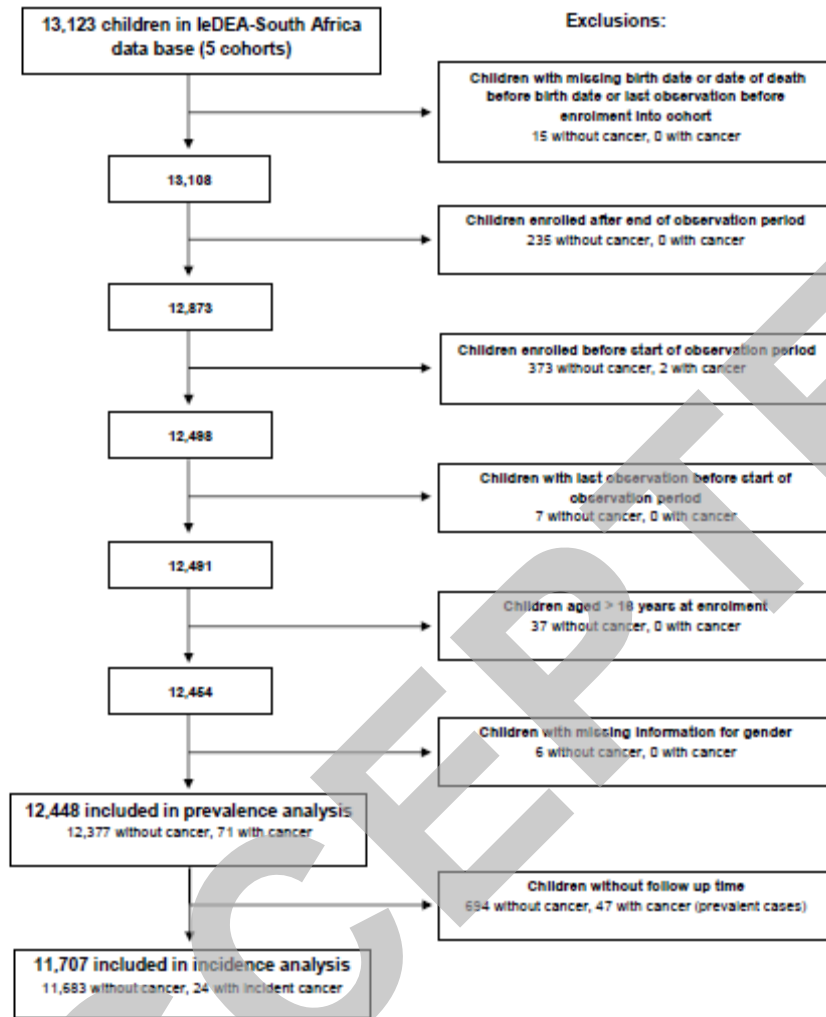 13,123 children in IeDEA-South Africa
data base (5 cohorts)
Exclusions:
Children with missing birth date or date of death
before birth date or last observation before
enrolment into cohort
15 without cancer, 0 with cancer
13,108
Children enrolled after end of observation period
235 without cancer, 0 with cancer
12,873
Children enrolled before start of observation period
373 without cancer, 2 with cancer
12,498
Children with last observation before start of
observation period
7 without cancer, 0 with cancer
12,491
Children aged > 16 years at enrolment
37 without cancer, 0 with cancer
12,454
Children with missing information for gender
6 without cancer, 0 with cancer
12,448 included in prevalence analysis
12,377 without cancer, 71 with cancer
Children without follow up time
694 without cancer, 47 with cancer (prevalent cases)
11,707 included in incidence analysis
11,683 without cancer, 24 with incident cancer
CCEPTE